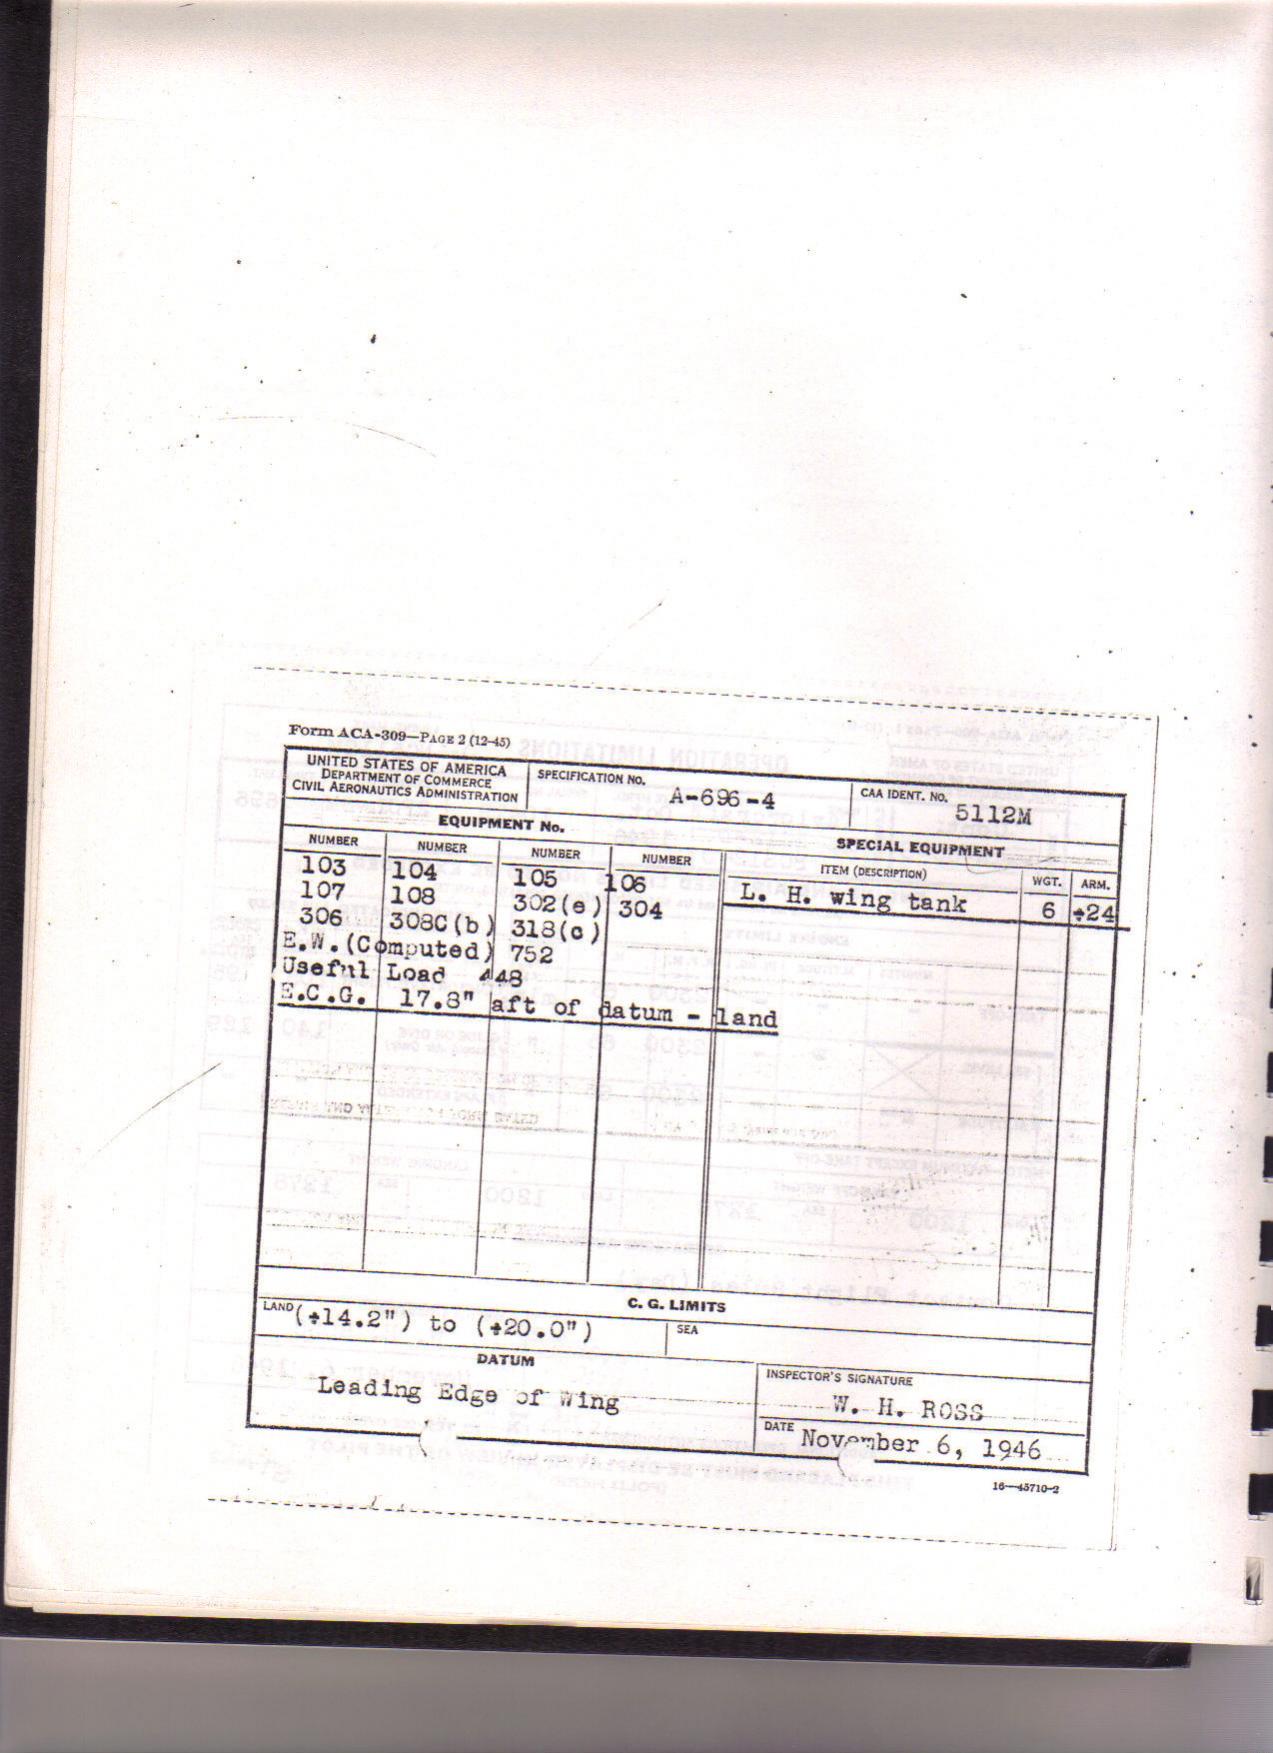 Form ACA-309—PAGE 2 (12-45)
UNITED STATES OF AMERICA
DEPARTMENT OF COMMERCE
CIVIL AERONAUTICS ADMINISTRATION
SPECIFICATION NO.
A-696-4
CAA IDENT. NO.
5112M
EQUIPMENT No.
SPECIAL EQUIPMENT
NUMBER NUMBER NUMBER NUMBER
ITEM (DESCRIPTION) WGT. ARM.
103 104 105 106
L. H. wing tank 6 +24
107 108 302(e) 304
306 308C(b) 318(c)
E.W.(Computed) 752
Useful Load 448
E.C.G. 17.8" aft of datum - land
C. G. LIMITS
LAND (+14.2") to (+20.0")
SEA
DATUM
Leading Edge of Wing
INSPECTOR'S SIGNATURE
W. H. ROSS
DATE November 6, 1946
16—45710-2